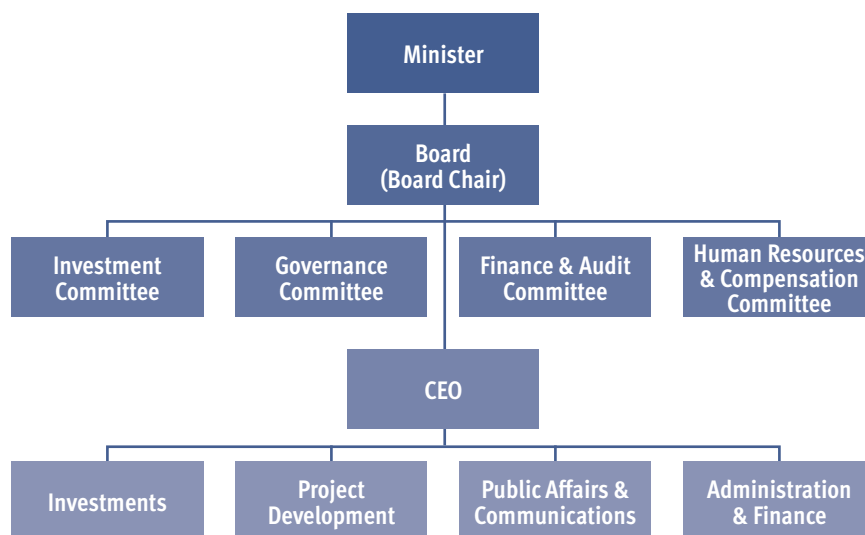 Minister
Board
(Board Chair)
Investment
Committee
Governance
Committee
Finance & Audit
Committee
Human Resources
& Compensation
Committee
CEO
Investments
Project
Development
Public Affairs &
Communications
Administration
& Finance